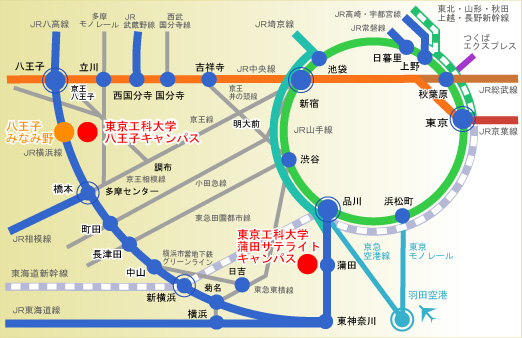 JR八高線
多摩
モノレール
JR
武蔵野線
西武
国分寺線
JR埼京線
JR高崎・宇都宮線
JR常磐線
東北・山形・秋田
上越・長野新幹線
つくば
エクスプレス
八王子
立川
西国分寺
国分寺
吉祥寺
JR中央線
池袋
日暮里
上野
JR総武線
秋葉原
京王
八王子
京王
井の頭線
新宿
東京
JR京葉線
八王子
みなみ野
東京工科大学
八王子キャンパス
京王線
明大前
JR山手線
JR横浜線
調布
渋谷
京王相模線
橋本
多摩センター
小田急線
品川
浜松町
東急田園都市線
町田
JR相模線
東京工科大学
蒲田サテライト
キャンパス
長津田
横浜市営地下鉄
グリーンライン
京急
空港線
東京
モノレール
東海道新幹線
中山
日吉
蒲田
新横浜
菊名
東急東横線
羽田空港
JR東海道線
横浜
東神奈川